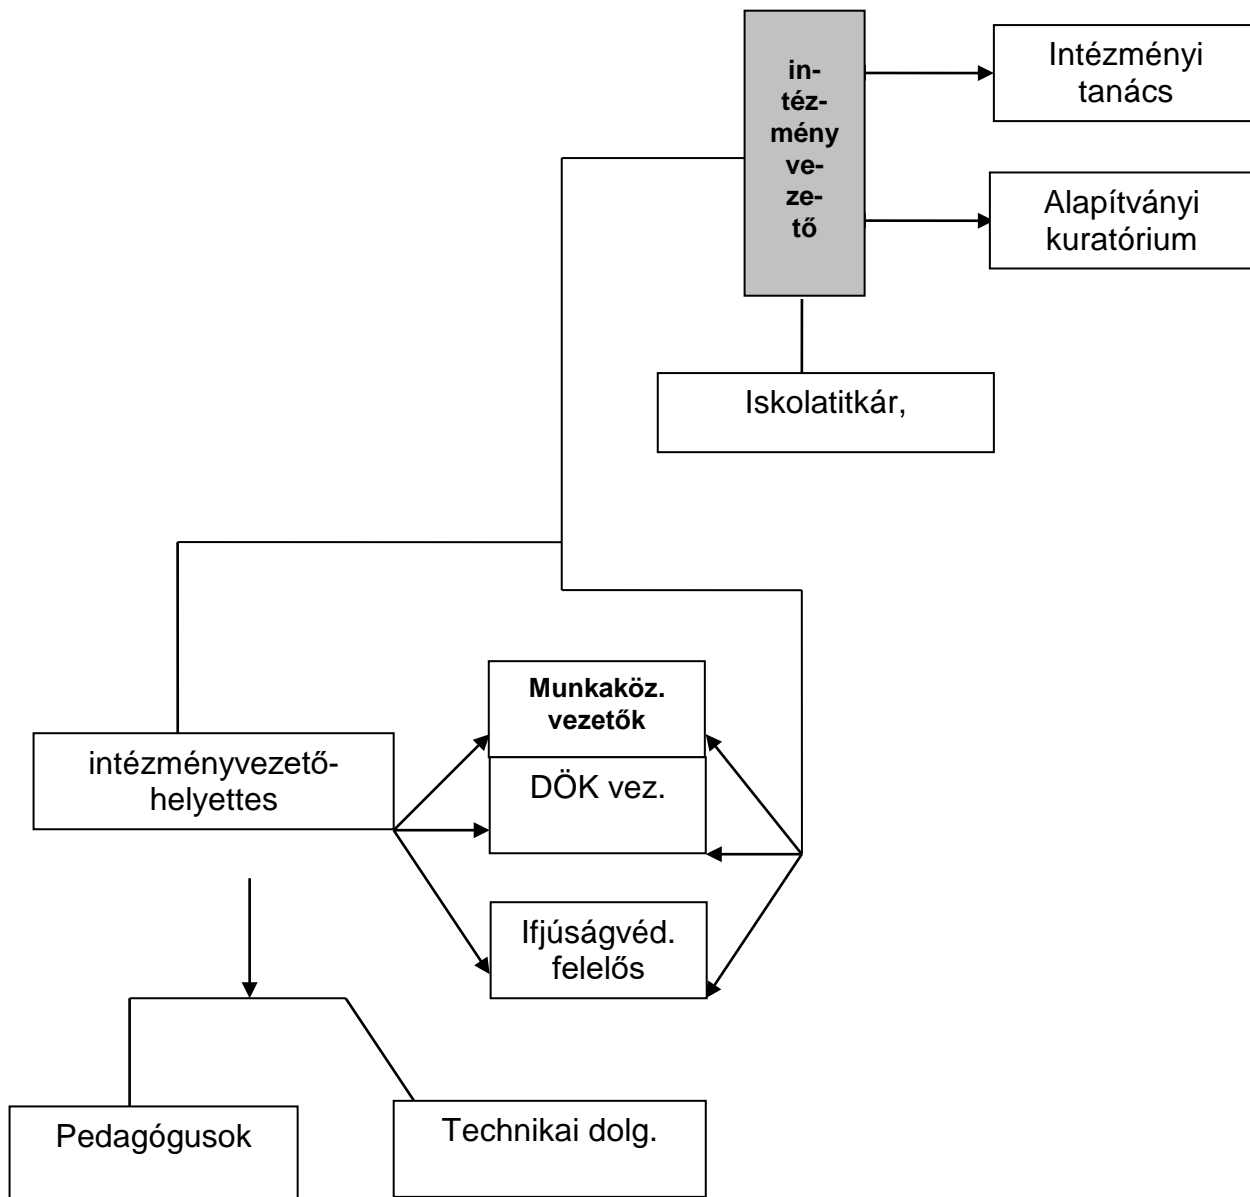 in-
téz-
mény
ve-
ze-
tő
Intézményi
tanács
Alapítványi
kuratórium
Iskolatitkár,
Munkaköz.
vezetők
intézményvezető-
helyettes
DÖK vez.
Ifjúságvéd.
felelős
Pedagógusok
Technikai dolg.